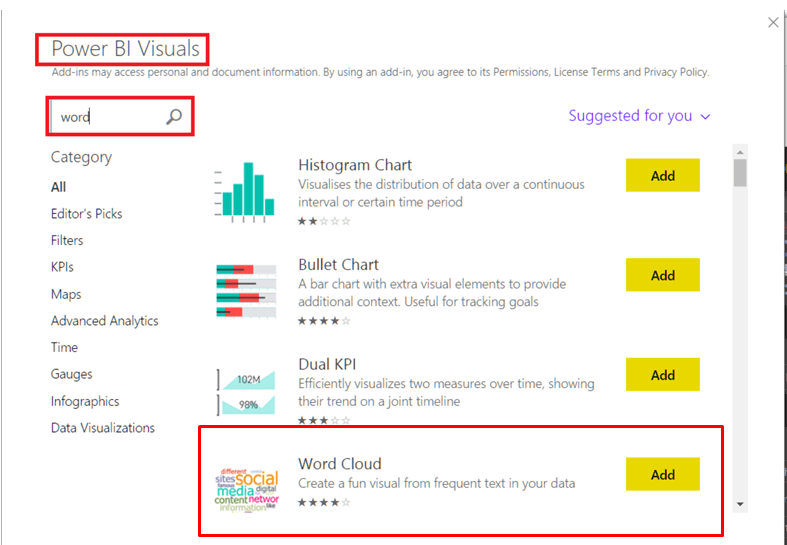 Power BI Visuals
Add-ins may access personal and document information. By using an add-in, you agree to its Permissions, License Terms and Privacy Policy.
word
Suggested for you
Category
All
Editor's Picks
Filters
KPIs
Maps
Advanced Analytics
Time
Gauges
Infographics
Data Visualizations
Histogram Chart
Visualises the distribution of data over a continuous
interval or certain time period
Add
Bullet Chart
A bar chart with extra visual elements to provide
additional context. Useful for tracking goals
Add
102M
98%
Dual KPI
Efficiently visualizes two measures over time, showing
their trend on a joint timeline
Add
different
sites social
media digital
content networ
information like
Word Cloud
Create a fun visual from frequent text in your data
Add